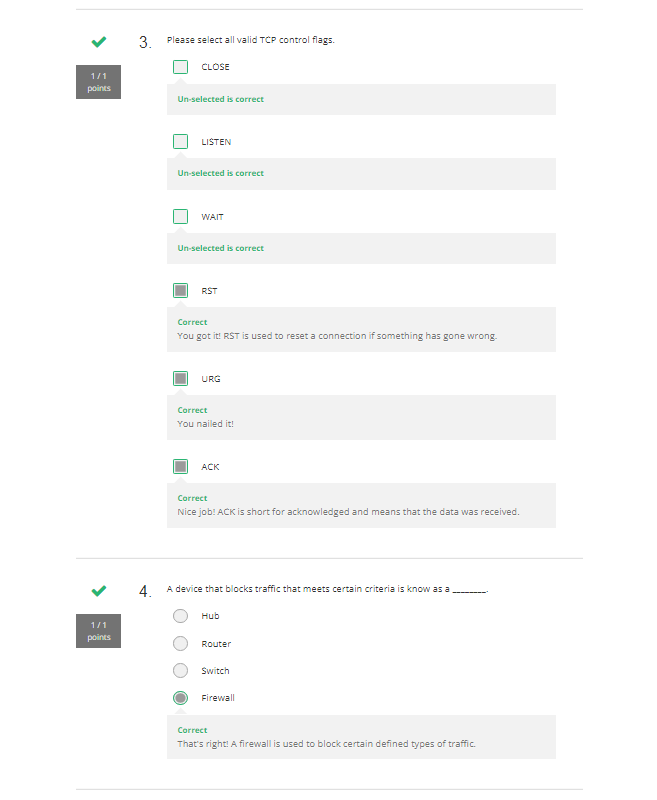 3. Please select all valid TCP control flags.
1 / 1
points
CLOSE
Un-selected is correct
LISTEN
Un-selected is correct
WAIT
Un-selected is correct
RST
Correct
You got it! RST is used to reset a connection if something has gone wrong.
URG
Correct
You nailed it!
ACK
Correct
Nice job! ACK is short for acknowledged and means that the data was received.
4. A device that blocks traffic that meets certain criteria is know as a ________.
1 / 1
points
Hub
Router
Switch
Firewall
Correct
That's right! A firewall is used to block certain defined types of traffic.